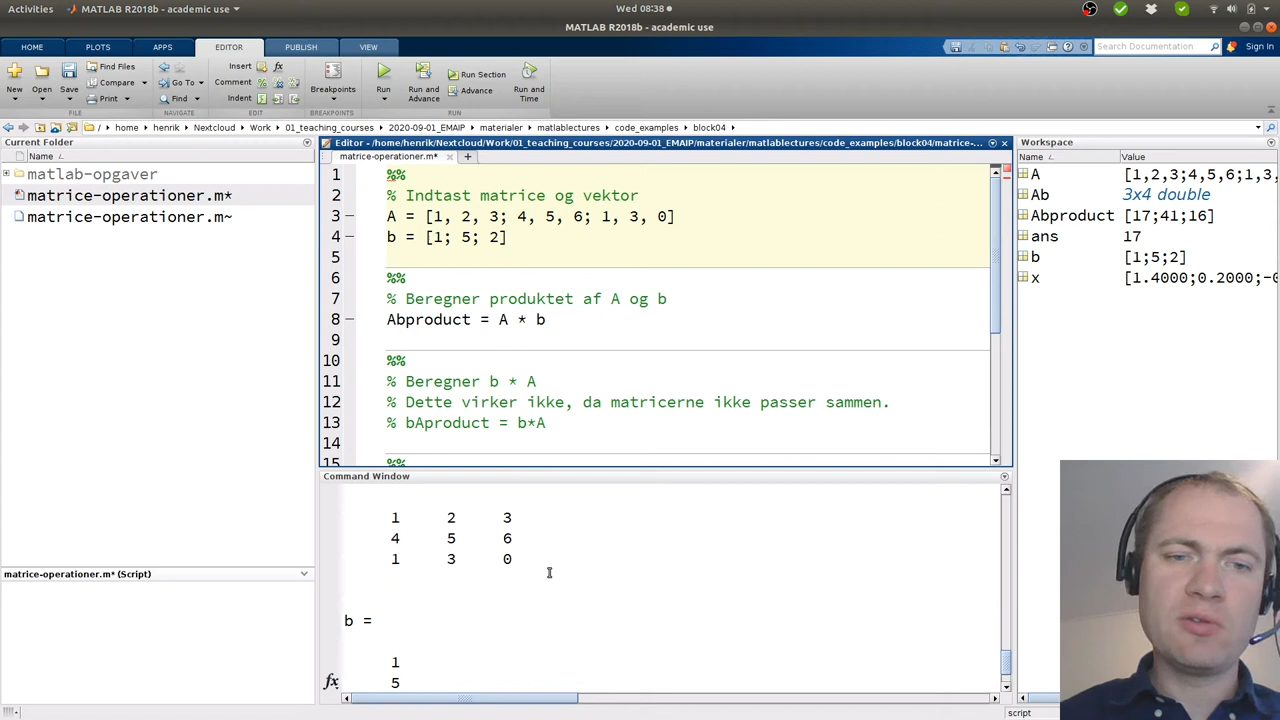 Activities
MATLAB R2018b - academic use
Wed 08:38
MATLAB R2018b - academic use
HOME PLOTS APPS EDITOR PUBLISH VIEW
Search Documentation
Sign In
New Open Save
Find Files
Compare
Print
Go To
Find
Insert
Comment
Indent
Breakpoints
Run
Run and Advance
Run Section
Advance
Run and Time
FILE NAVIGATE EDIT BREAKPOINTS RUN
/ home henrik Nextcloud Work 01_teaching_courses 2020-09-01_EMAIP materialer matlablectures code_examples block04
Current Folder
Name
matlab-opgaver
matrice-operationer.m*
matrice-operationer.m~
matrice-operationer.m* (Script)
Editor - /home/henrik/Nextcloud/Work/01_teaching_courses/2020-09-01_EMAIP/materialer/matlablectures/code_examples/block04/matrice-...
matrice-operationer.m*
1 %%
2 % Indtast matrice og vektor
3 A = [1, 2, 3; 4, 5, 6; 1, 3, 0]
4 b = [1; 5; 2]
5
6 %%
7 % Beregner produktet af A og b
8 Abproduct = A * b
9
10 %%
11 % Beregner b * A
12 % Dette virker ikke, da matricerne ikke passer sammen.
13 % bAproduct = b*A
14
15 %%
Command Window
1 2 3
4 5 6
1 3 0
b =
1
5
fx
Workspace
Name Value
A [1,2,3;4,5,6;1,3,
Ab 3x4 double
Abproduct [17;41;16]
ans 17
b [1;5;2]
x [1.4000;0.2000;-0
script